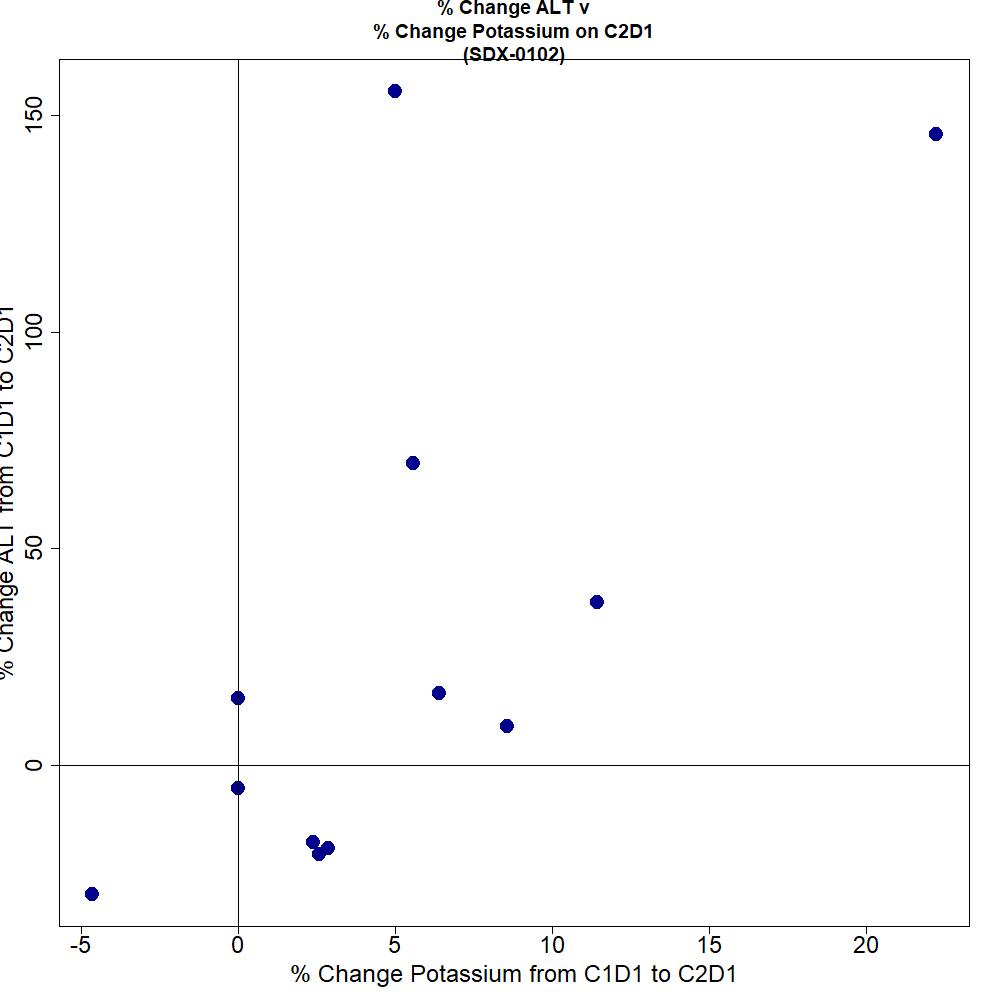 % Change ALT v
% Change Potassium on C2D1
(SDX-0102)
% Change ALT from C1D1 to C2D1
150
100
50
0
-5
0
5
10
15
20
% Change Potassium from C1D1 to C2D1